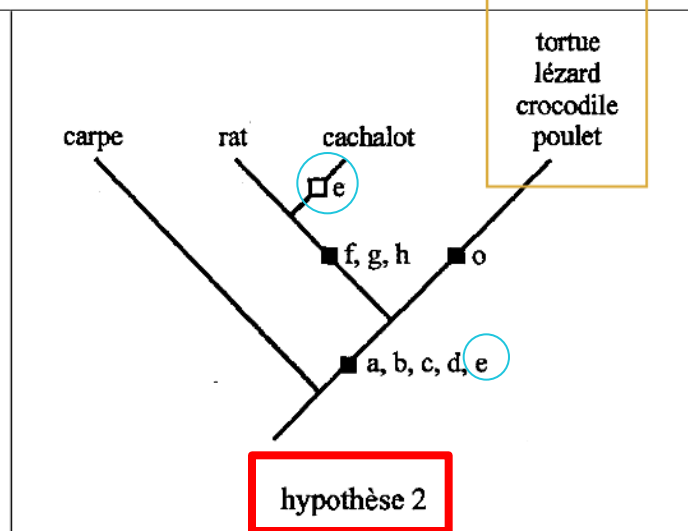 tortue
lézard
crocodile
carpe rat cachalot poulet
e
f, g, h o
a, b, c, d, e
hypothèse 2